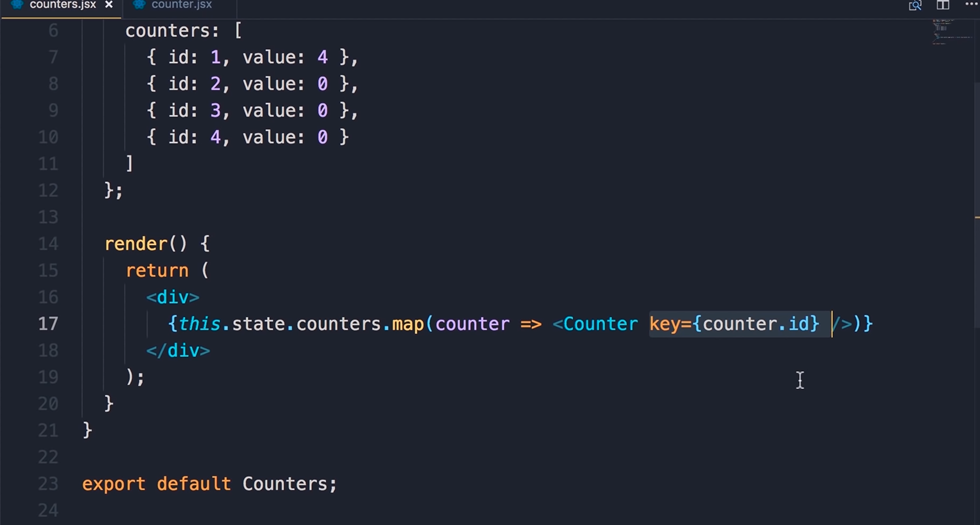 counters.jsx × counter.jsx
6 counters: [
7 { id: 1, value: 4 },
8 { id: 2, value: 0 },
9 { id: 3, value: 0 },
10 { id: 4, value: 0 }
11 ]
12 };
13
14 render() {
15 return (
16 <div>
17 {this.state.counters.map(counter => <Counter key={counter.id} />)}
18 </div>
19 );
20 }
21 }
22
23 export default Counters;
24